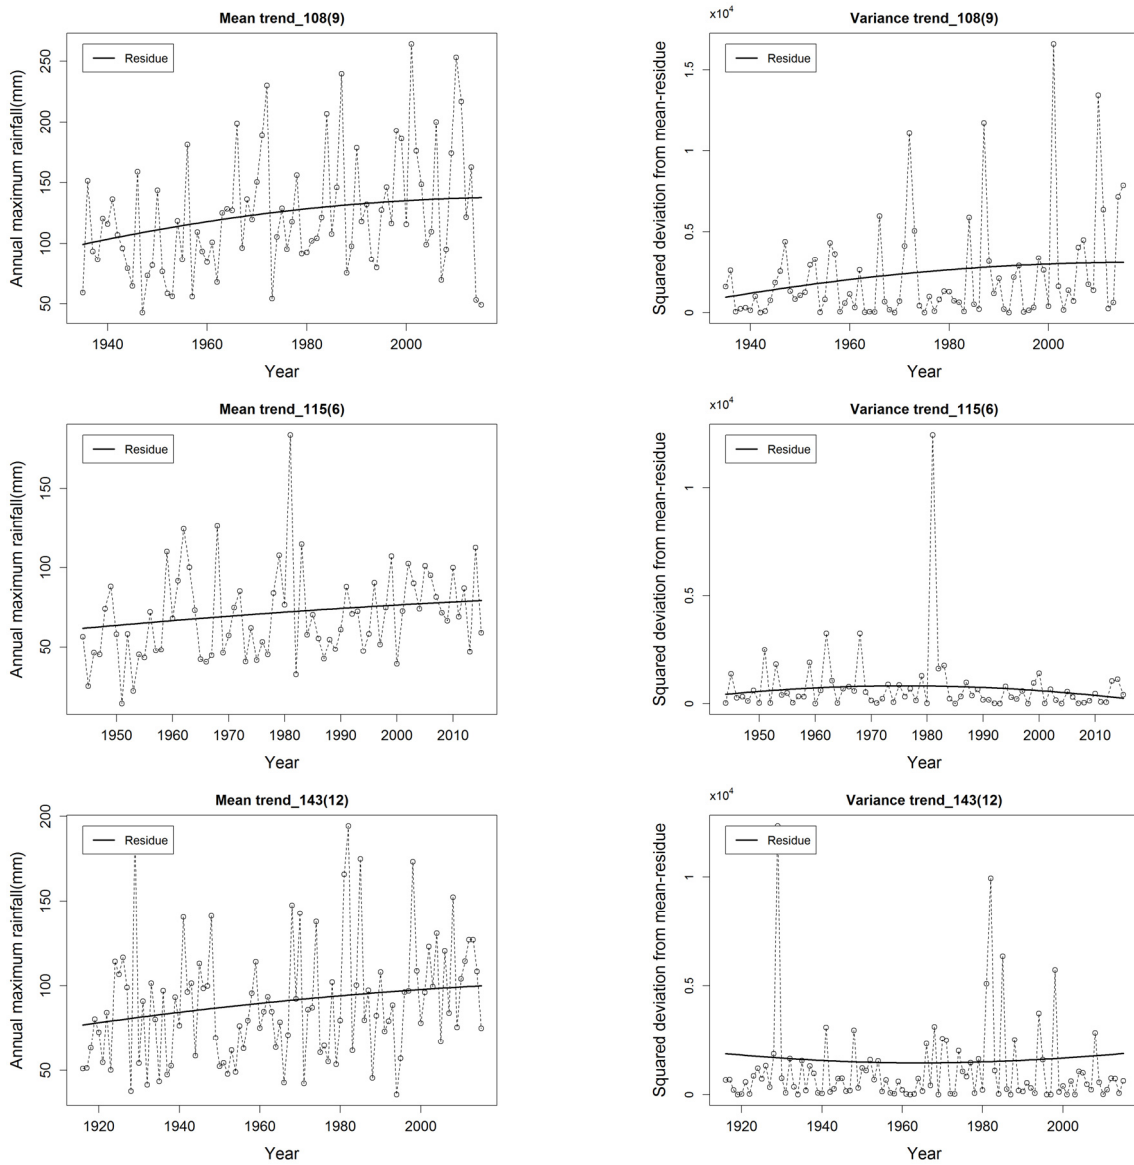 Mean trend_108(9)
Annual maximum rainfall(mm)
250
200
150
100
50
Residue
1940
1960
1980
2000
Year
Variance trend_108(9)
x10⁴
Squared deviation from mean-residue
1.5
1
0.5
0
Residue
1940
1960
1980
2000
Year
Mean trend_115(6)
Annual maximum rainfall(mm)
150
100
50
Residue
1950
1960
1970
1980
1990
2000
2010
Year
Variance trend_115(6)
x10⁴
Squared deviation from mean-residue
1
0.5
0
Residue
1950
1960
1970
1980
1990
2000
2010
Year
Mean trend_143(12)
Annual maximum rainfall(mm)
200
150
100
50
Residue
1920
1940
1960
1980
2000
Year
Variance trend_143(12)
x10⁴
Squared deviation from mean-residue
1
0.5
0
Residue
1920
1940
1960
1980
2000
Year